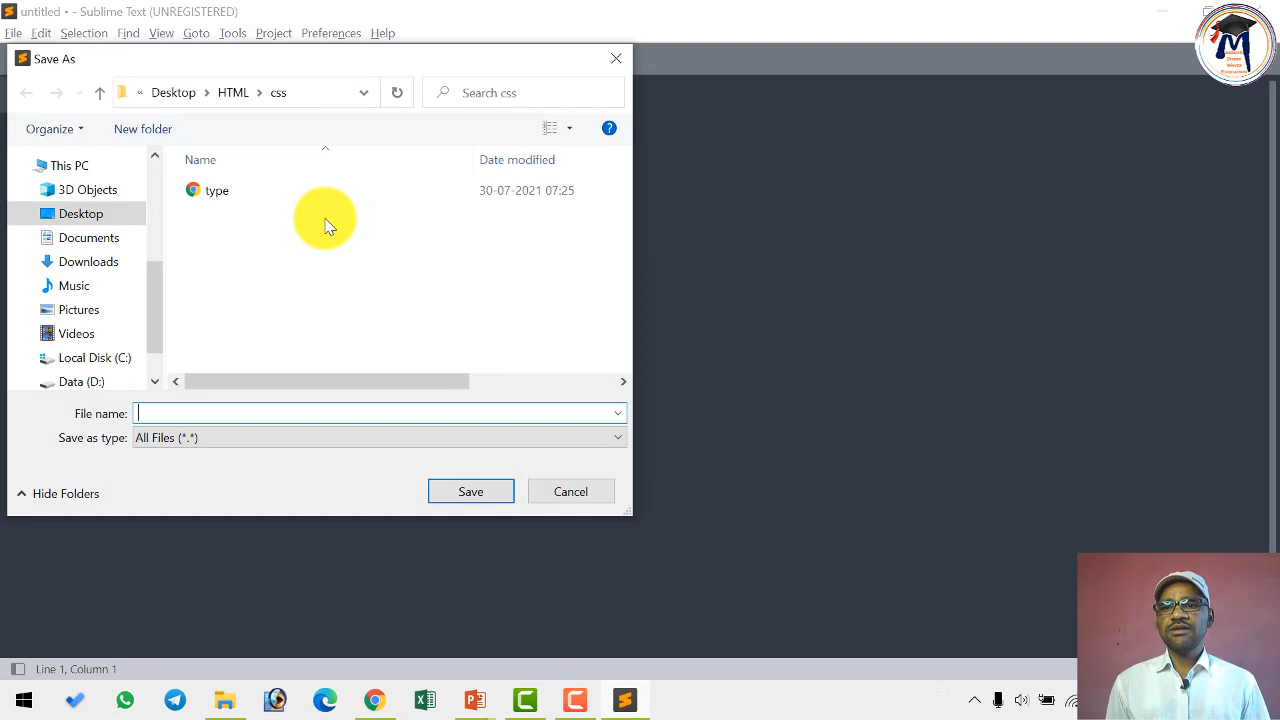 untitled • - Sublime Text (UNREGISTERED)
File Edit Selection Find View Goto Tools Project Preferences Help
Save As
« Desktop > HTML > css
Search css
Organize
New folder
Name
Date modified
This PC
3D Objects
Desktop
Documents
Downloads
Music
Pictures
Videos
Local Disk (C:)
Data (D:)
type
30-07-2021 07:25
File name:
Save as type: All Files (*.*)
Hide Folders
Save
Cancel
Line 1, Column 1